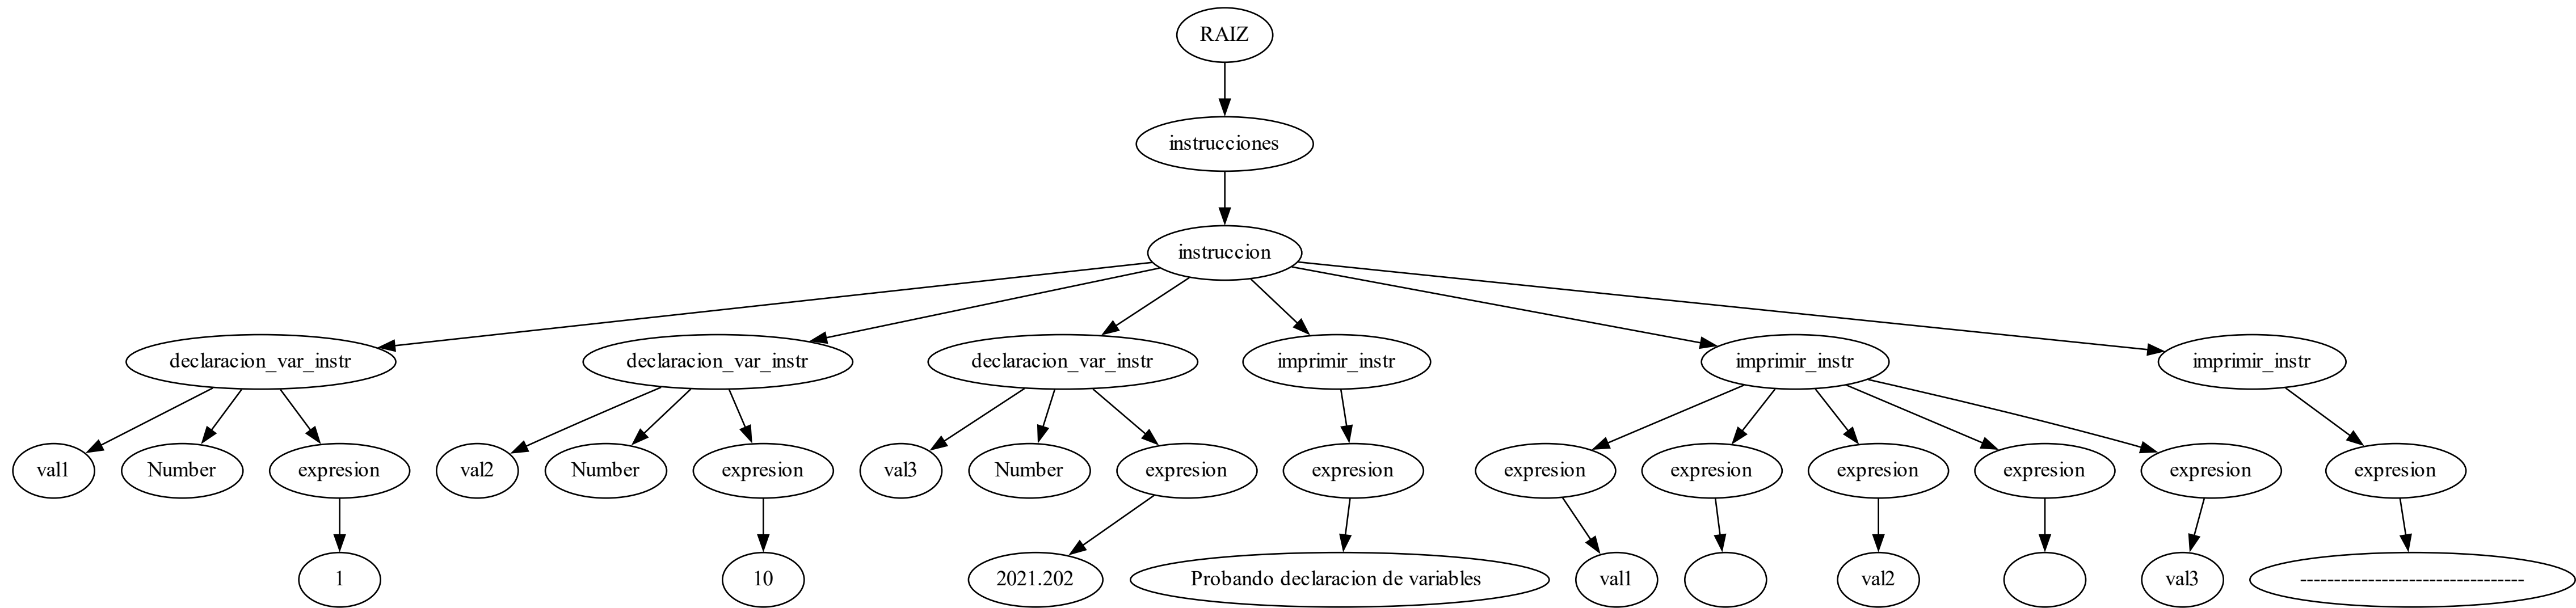 RAIZ
instrucciones
instruccion
declaracion_var_instr
declaracion_var_instr
declaracion_var_instr
imprimir_instr
imprimir_instr
imprimir_instr
val1
Number
expresion
val2
Number
expresion
val3
Number
expresion
expresion
expresion
expresion
expresion
expresion
expresion
expresion
1
10
2021.202
Probando declaracion de variables
val1
val2
val3
----------------------------------